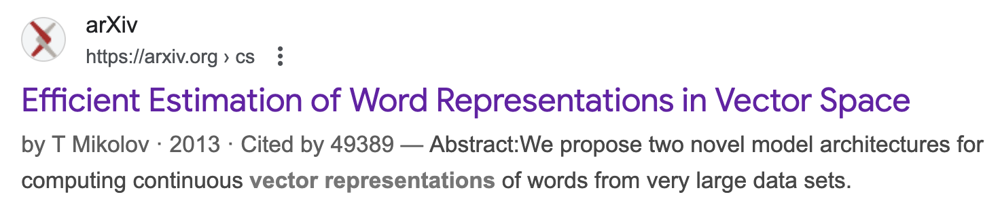 arXiv
https://arxiv.org › cs
Efficient Estimation of Word Representations in Vector Space
by T Mikolov · 2013 · Cited by 49389 — Abstract:We propose two novel model architectures for
computing continuous vector representations of words from very large data sets.